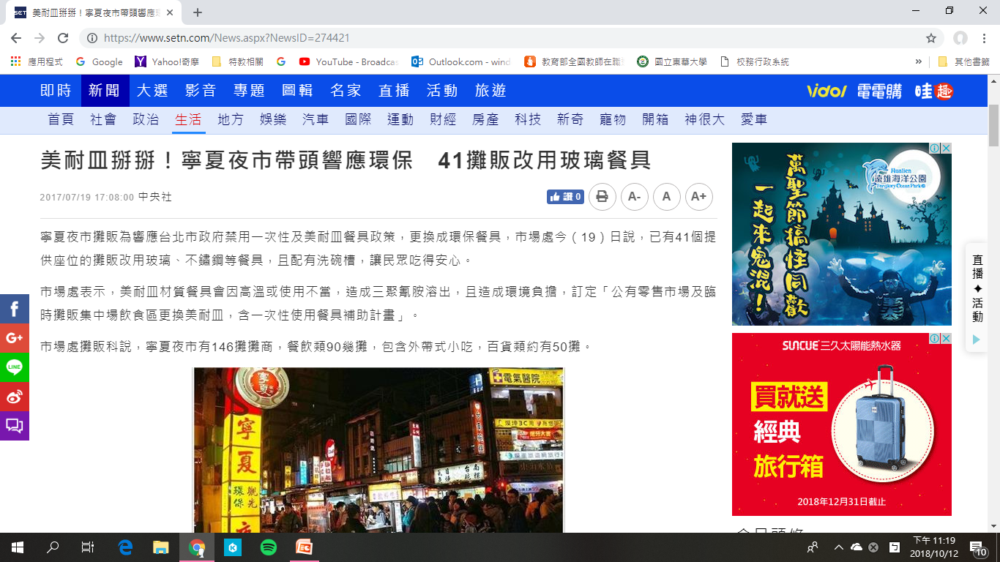 美耐皿掰掰！寧夏夜市帶頭響應
https://www.setn.com/News.aspx?NewsID=274421
應用程式 Google Yahoo!奇摩 特教相關 YouTube - Broadcas Outlook.com - wind 教育部全國教師在職 國立東華大學 校務行政系統 » 其他書籤
即時 新聞 大選 影音 專題 圖輯 名家 直播 活動 旅遊 Vidol 電電購 哇趣
首頁 社會 政治 生活 地方 娛樂 汽車 國際 運動 財經 房產 科技 新奇 寵物 開箱 神很大 愛車
美耐皿掰掰！寧夏夜市帶頭響應環保　41攤販改用玻璃餐具
2017/07/19 17:08:00 中央社
讚 0 A- A A+
寧夏夜市攤販為響應台北市政府禁用一次性及美耐皿餐具政策，更換成環保餐具，市場處今（19）日說，已有41個提
供座位的攤販改用玻璃、不鏽鋼等餐具，且配有洗碗槽，讓民眾吃得安心。
市場處表示，美耐皿材質餐具會因高溫或使用不當，造成三聚氰胺溶出，且造成環境負擔，訂定「公有零售市場及臨
時攤販集中場飲食區更換美耐皿，含一次性使用餐具補助計畫」。
市場處攤販科說，寧夏夜市有146攤攤商，餐飲類90幾攤，包含外帶式小吃，百貨類約有50攤。
寧夏
寧
夏
環保
觀光
電氣醫院
燦坤3C
G+
LINE
Hualien
遠雄海洋公園
Farglory Ocean Park
萬聖節搞怪同歡
一起來鬼混！
直播✦活動
SUNCUE 三久太陽能熱水器
買就送
經典
旅行箱
2018年12月31日截止
下午 11:19
2018/10/12
10